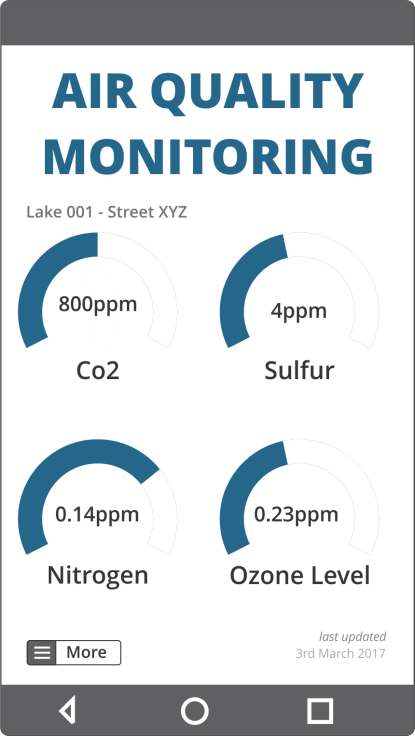 AIR QUALITY
MONITORING
Lake 001 - Street XYZ
800ppm
4ppm
Co2
Sulfur
0.14ppm
0.23ppm
Nitrogen
Ozone Level
last updated
More
3rd March 2017